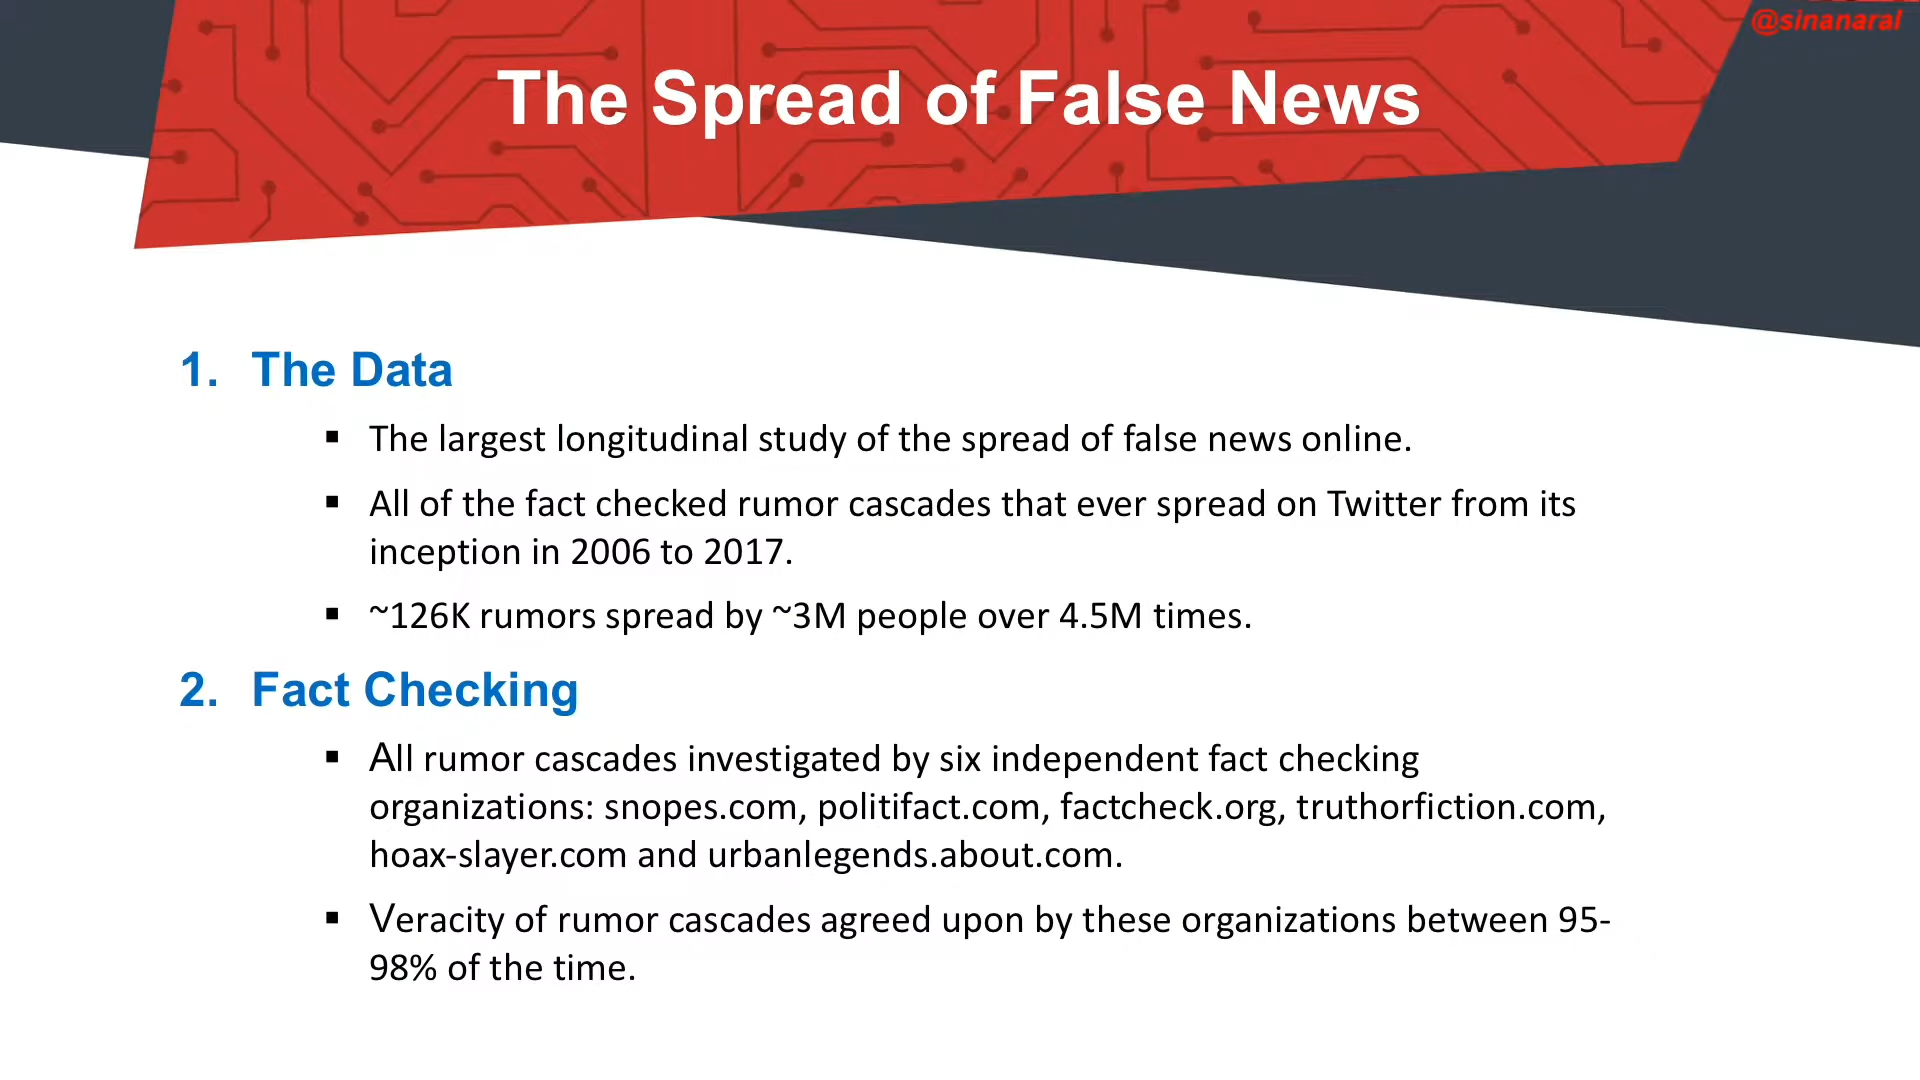 @sinanaral
The Spread of False News
1. The Data
▪ The largest longitudinal study of the spread of false news online.
▪ All of the fact checked rumor cascades that ever spread on Twitter from its
inception in 2006 to 2017.
▪ ~126K rumors spread by ~3M people over 4.5M times.
2. Fact Checking
▪ All rumor cascades investigated by six independent fact checking
organizations: snopes.com, politifact.com, factcheck.org, truthorfiction.com,
hoax-slayer.com and urbanlegends.about.com.
▪ Veracity of rumor cascades agreed upon by these organizations between 95-
98% of the time.